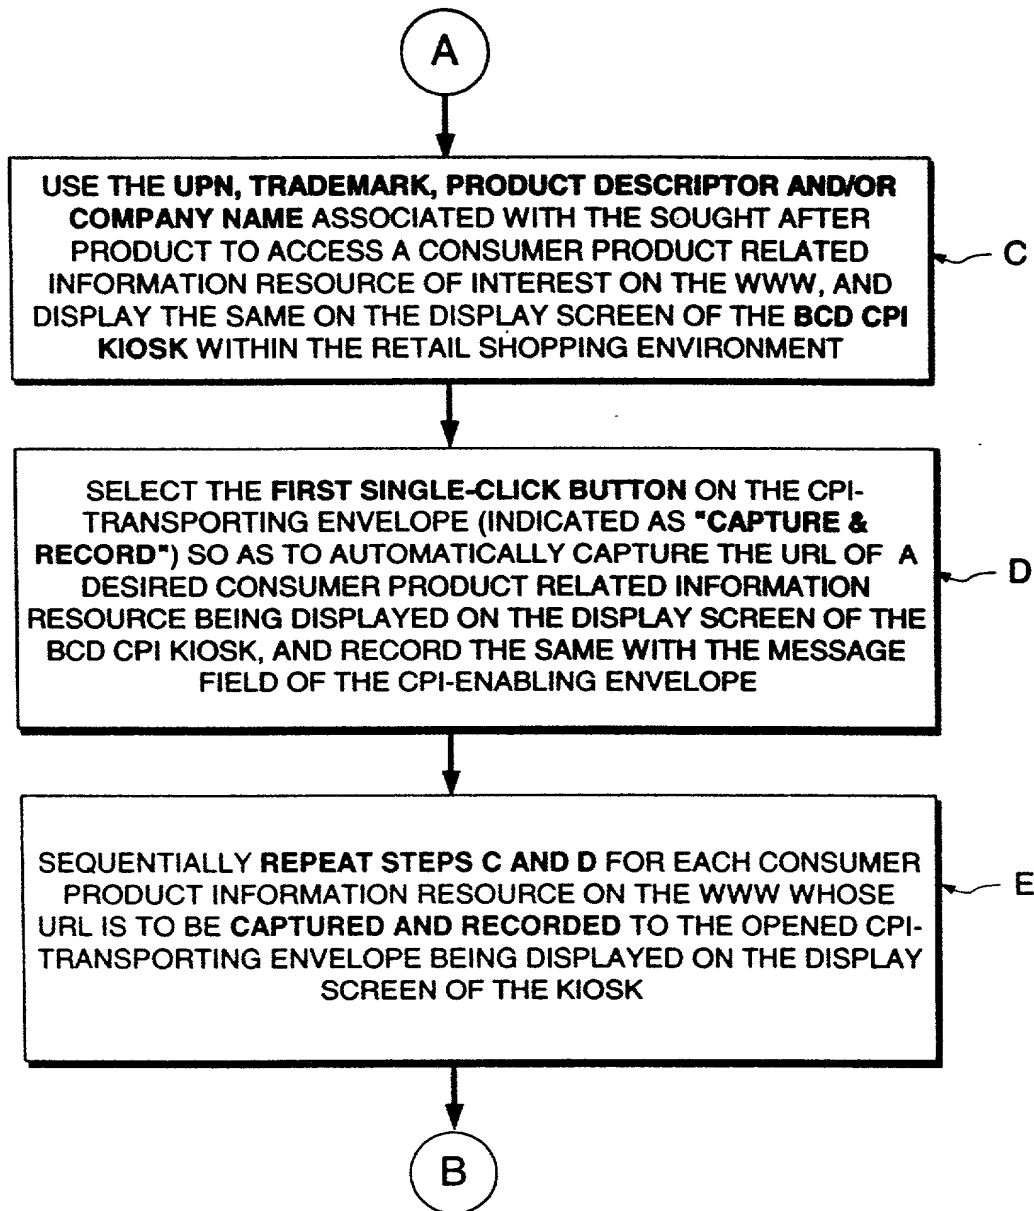 A
USE THE UPN, TRADEMARK, PRODUCT DESCRIPTOR AND/OR
COMPANY NAME ASSOCIATED WITH THE SOUGHT AFTER
PRODUCT TO ACCESS A CONSUMER PRODUCT RELATED
INFORMATION RESOURCE OF INTEREST ON THE WWW, AND
DISPLAY THE SAME ON THE DISPLAY SCREEN OF THE BCD CPI
KIOSK WITHIN THE RETAIL SHOPPING ENVIRONMENT
C
SELECT THE FIRST SINGLE-CLICK BUTTON ON THE CPI-
TRANSPORTING ENVELOPE (INDICATED AS "CAPTURE &
RECORD") SO AS TO AUTOMATICALLY CAPTURE THE URL OF A
DESIRED CONSUMER PRODUCT RELATED INFORMATION
RESOURCE BEING DISPLAYED ON THE DISPLAY SCREEN OF THE
BCD CPI KIOSK, AND RECORD THE SAME WITH THE MESSAGE
FIELD OF THE CPI-ENABLING ENVELOPE
D
SEQUENTIALLY REPEAT STEPS C AND D FOR EACH CONSUMER
PRODUCT INFORMATION RESOURCE ON THE WWW WHOSE
URL IS TO BE CAPTURED AND RECORDED TO THE OPENED CPI-
TRANSPORTING ENVELOPE BEING DISPLAYED ON THE DISPLAY
SCREEN OF THE KIOSK
E
B